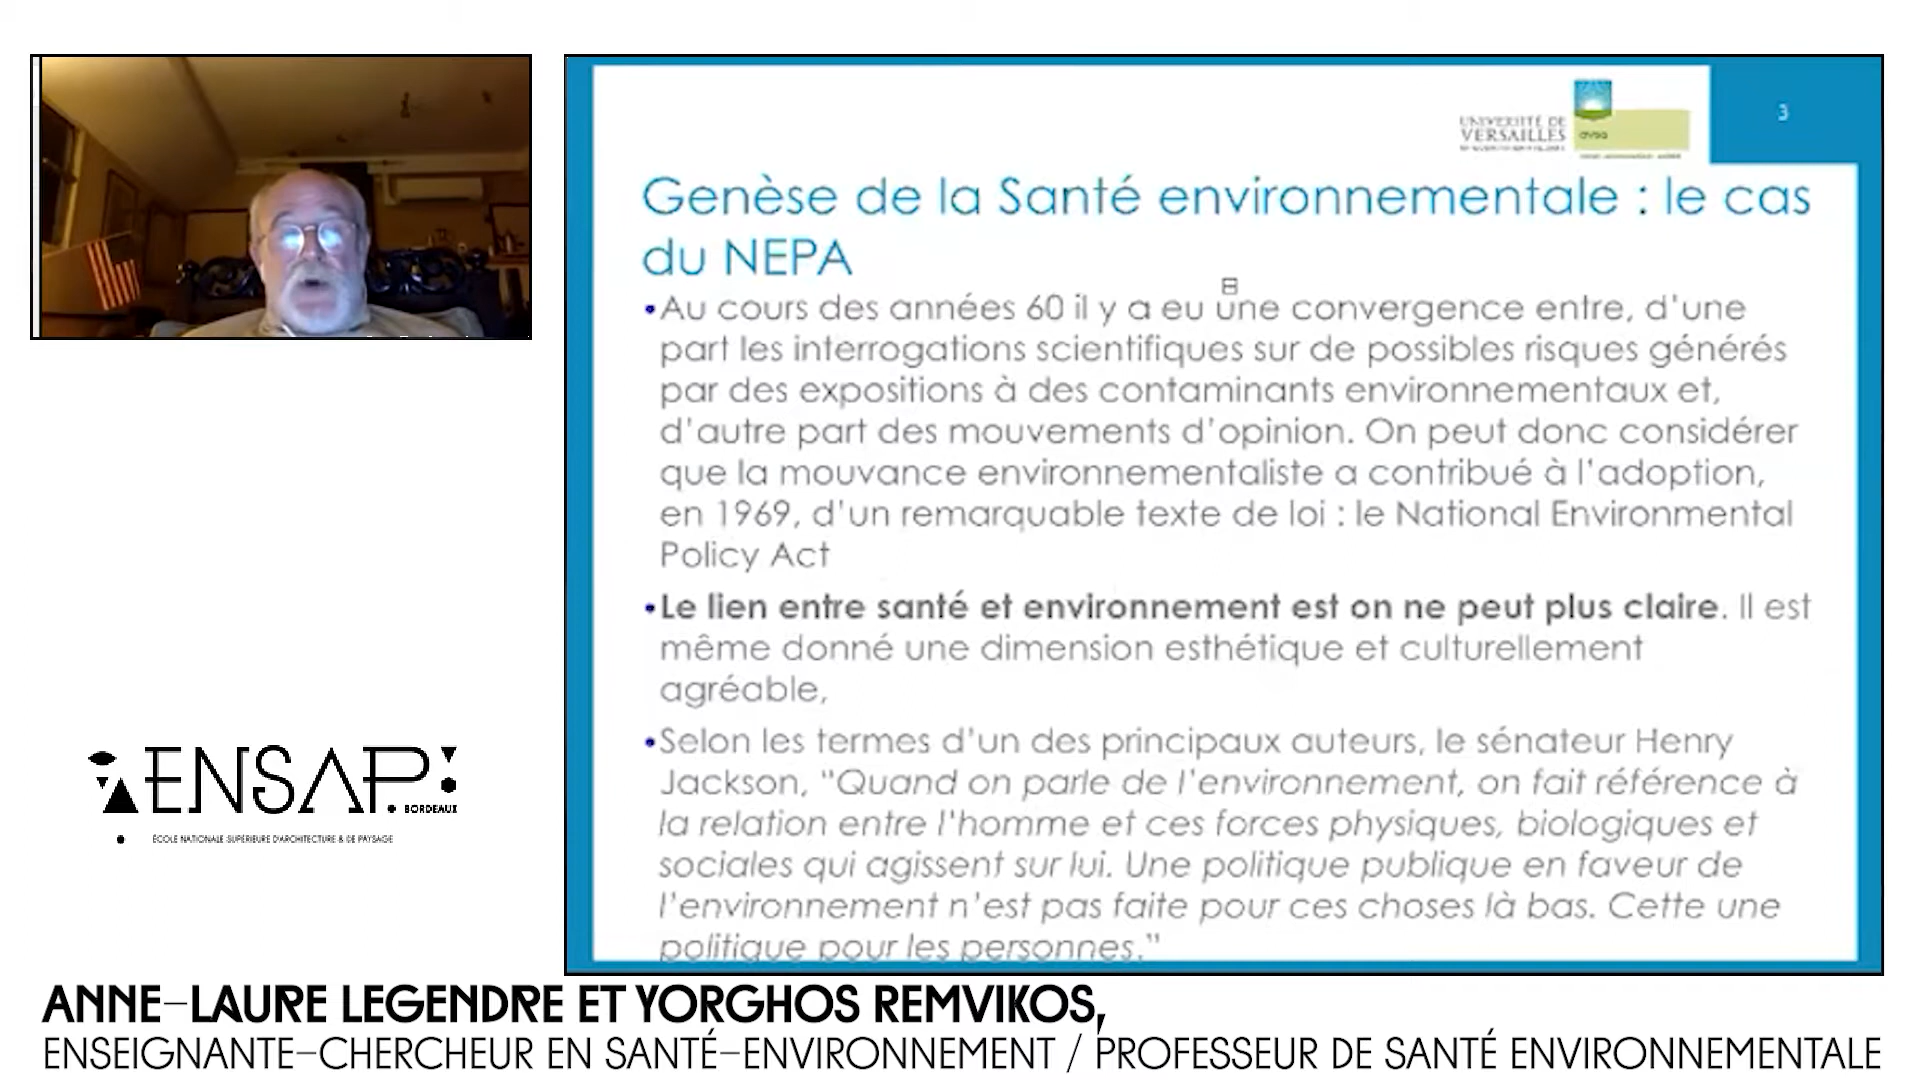 UNIVERSITÉ DE
VERSAILLES
uvsq
3
Genèse de la Santé environnementale : le cas
du NEPA
•Au cours des années 60 il y a eu une convergence entre, d'une
part les interrogations scientifiques sur de possibles risques générés
par des expositions à des contaminants environnementaux et,
d'autre part des mouvements d'opinion. On peut donc considérer
que la mouvance environnementaliste a contribué à l'adoption,
en 1969, d'un remarquable texte de loi : le National Environmental
Policy Act
•Le lien entre santé et environnement est on ne peut plus claire. Il est
même donné une dimension esthétique et culturellement
agréable,
•Selon les termes d'un des principaux auteurs, le sénateur Henry
Jackson, "Quand on parle de l'environnement, on fait référence à
la relation entre l'homme et ces forces physiques, biologiques et
sociales qui agissent sur lui. Une politique publique en faveur de
l'environnement n'est pas faite pour ces choses là bas. Cette une
politique pour les personnes."
ENSAP
BORDEAUX
ÉCOLE NATIONALE SUPÉRIEURE D'ARCHITECTURE & DE PAYSAGE
ANNE-LAURE LEGENDRE ET YORGHOS REMVIKOS,
ENSEIGNANTE-CHERCHEUR EN SANTÉ-ENVIRONNEMENT / PROFESSEUR DE SANTÉ ENVIRONNEMENTALE